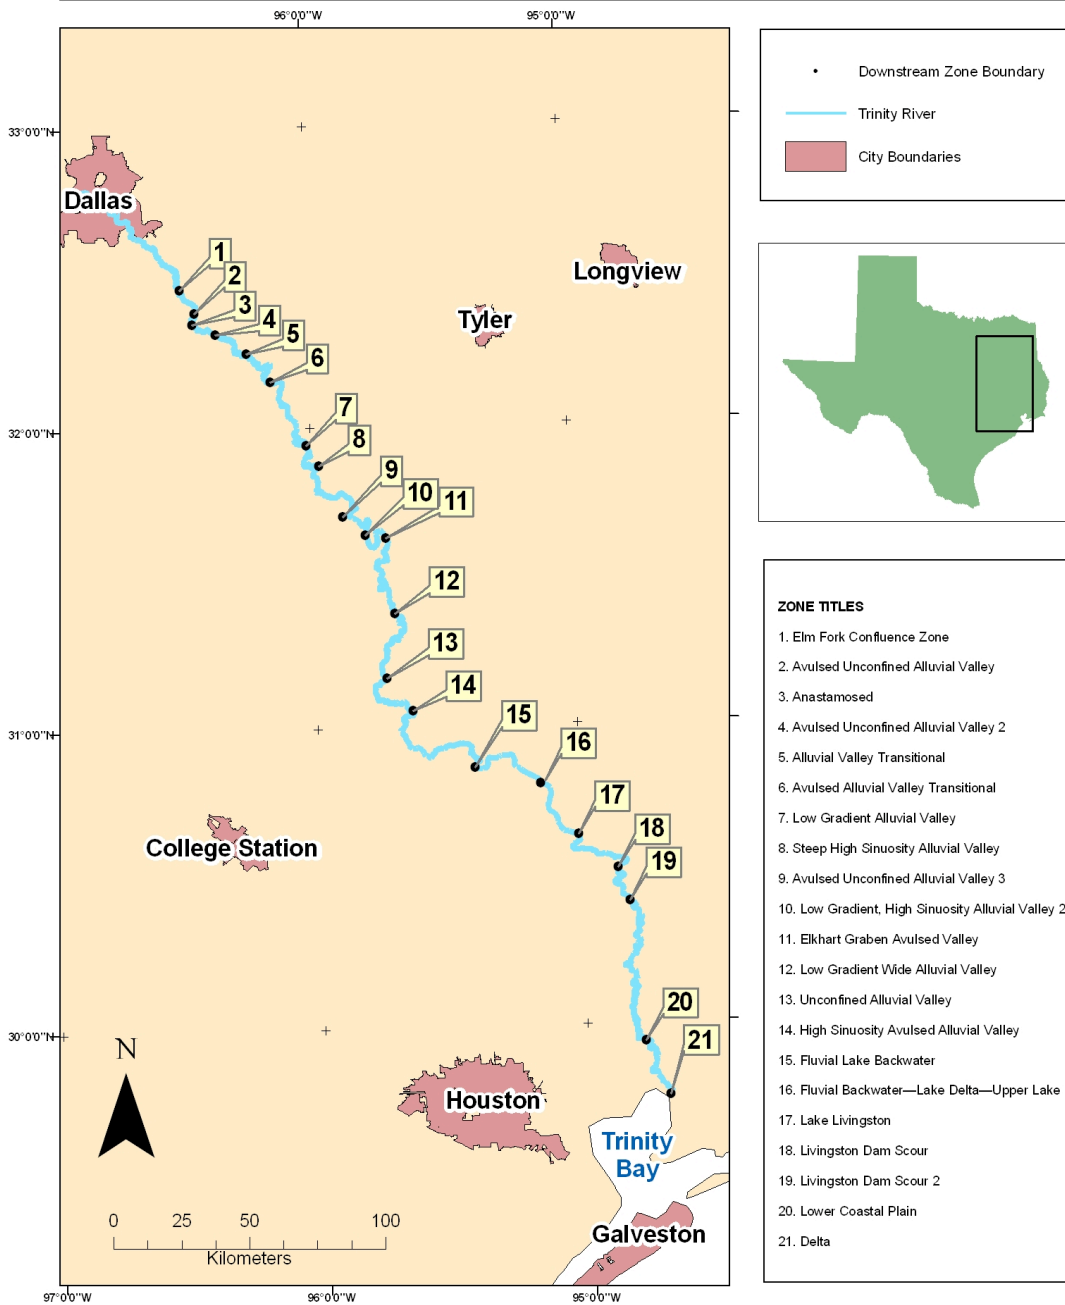 96°0'0"W
95°0'0"W
33°0'0"N
32°0'0"N
31°0'0"N
30°0'0"N
97°0'0"W
96°0'0"W
95°0'0"W
Dallas
Longview
Tyler
College Station
Houston
Trinity
Bay
Galveston
1
2
3
4
5
6
7
8
9
10
11
12
13
14
15
16
17
18
19
20
21
N
0 25 50 100
Kilometers
Downstream Zone Boundary
Trinity River
City Boundaries
ZONE TITLES
1. Elm Fork Confluence Zone
2. Avulsed Unconfined Alluvial Valley
3. Anastamosed
4. Avulsed Unconfined Alluvial Valley 2
5. Alluvial Valley Transitional
6. Avulsed Alluvial Valley Transitional
7. Low Gradient Alluvial Valley
8. Steep High Sinuosity Alluvial Valley
9. Avulsed Unconfined Alluvial Valley 3
10. Low Gradient, High Sinuosity Alluvial Valley 2
11. Elkhart Graben Avulsed Valley
12. Low Gradient Wide Alluvial Valley
13. Unconfined Alluvial Valley
14. High Sinuosity Avulsed Alluvial Valley
15. Fluvial Lake Backwater
16. Fluvial Backwater—Lake Delta—Upper Lake
17. Lake Livingston
18. Livingston Dam Scour
19. Livingston Dam Scour 2
20. Lower Coastal Plain
21. Delta